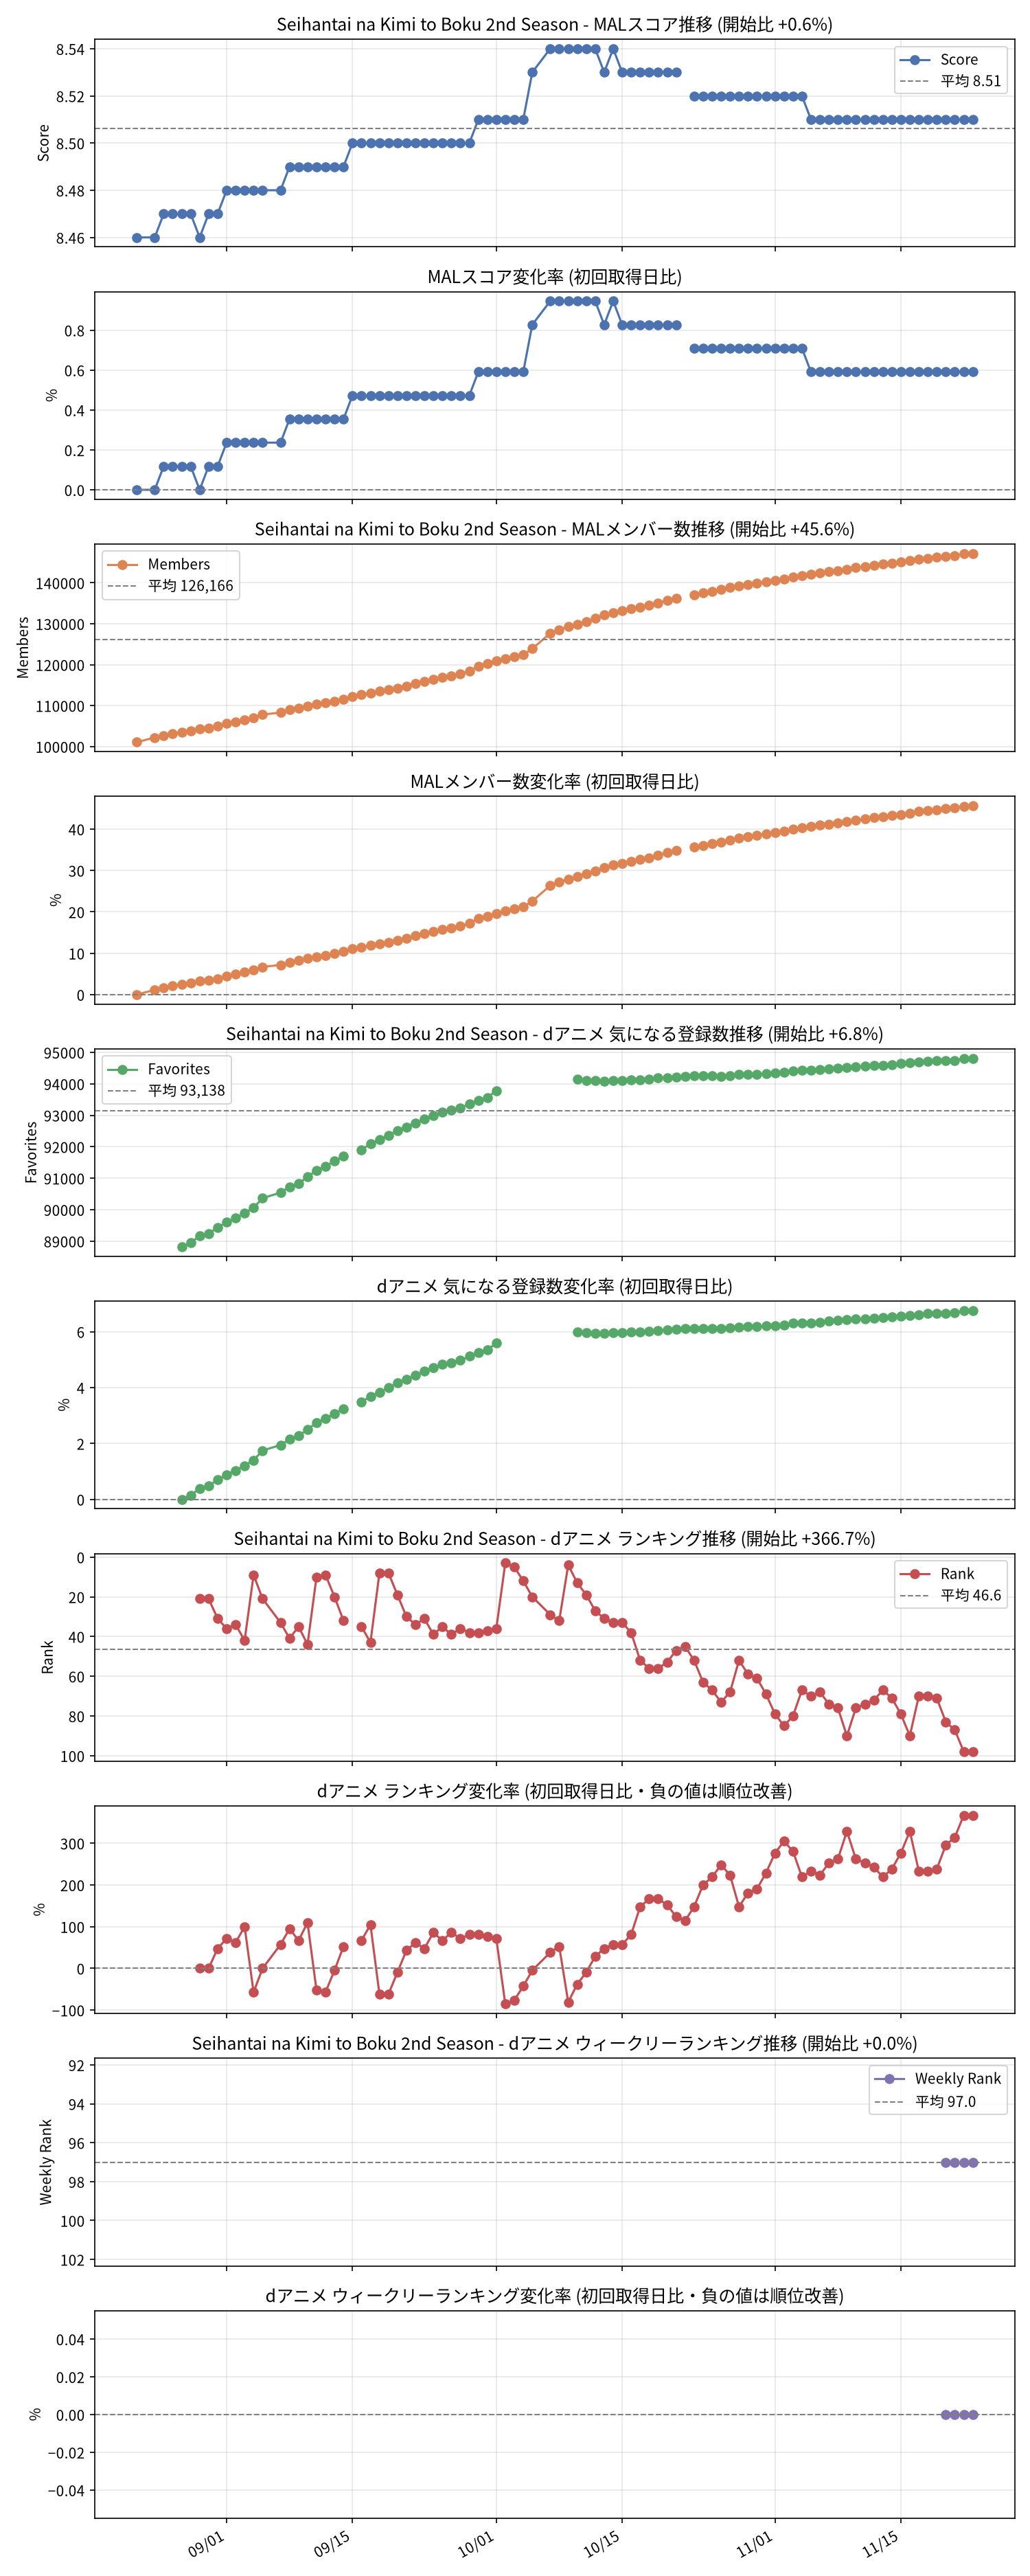 Seihantai na Kimi to Boku 2nd Season - MALスコア推移 (開始比 +0.6%)
8.54
8.52
8.50
8.48
8.46
Score
Score
平均 8.51
MALスコア変化率 (初回取得日比)
0.8
0.6
0.4
0.2
0.0
%
Seihantai na Kimi to Boku 2nd Season - MALメンバー数推移 (開始比 +45.6%)
140000
130000
120000
110000
100000
Members
Members
平均 126,166
MALメンバー数変化率 (初回取得日比)
40
30
20
10
0
%
Seihantai na Kimi to Boku 2nd Season - dアニメ 気になる登録数推移 (開始比 +6.8%)
95000
94000
93000
92000
91000
90000
89000
Favorites
Favorites
平均 93,138
dアニメ 気になる登録数変化率 (初回取得日比)
6
4
2
0
%
Seihantai na Kimi to Boku 2nd Season - dアニメ ランキング推移 (開始比 +366.7%)
0
20
40
60
80
100
Rank
Rank
平均 46.6
dアニメ ランキング変化率 (初回取得日比・負の値は順位改善)
300
200
100
0
−100
%
Seihantai na Kimi to Boku 2nd Season - dアニメ ウィークリーランキング推移 (開始比 +0.0%)
92
94
96
98
100
102
Weekly Rank
Weekly Rank
平均 97.0
dアニメ ウィークリーランキング変化率 (初回取得日比・負の値は順位改善)
0.04
0.02
0.00
−0.02
−0.04
%
09/01
09/15
10/01
10/15
11/01
11/15